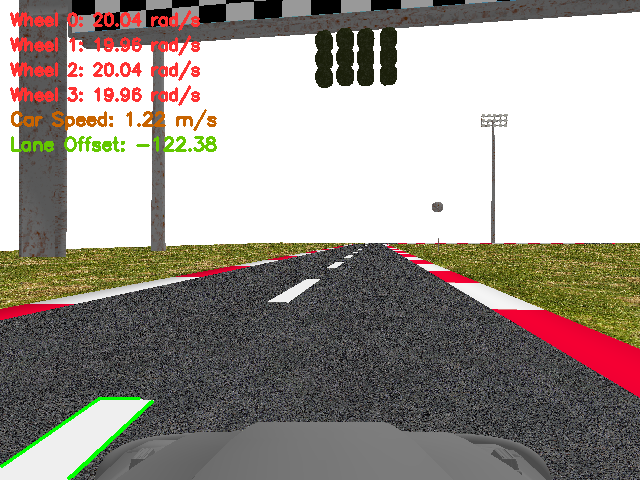 Wheel 0: 20.04 rad/s
Wheel 1: 19.96 rad/s
Wheel 2: 20.04 rad/s
Wheel 3: 19.96 rad/s
Car Speed: 1.22 m/s
Lane Offset: -122.38